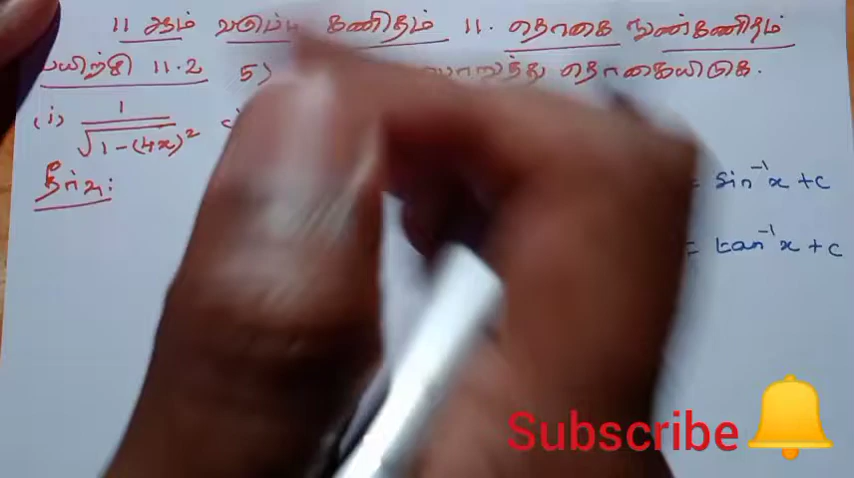 11 ஆம் வகுப்பு கணிதம் 11. தொகை நுண்கணிதம்
பயிற்சி 11.2 5) பொறுத்து தொகையிடுக.
(i) 1/√1-(4x)²
தீர்வு:
= sin⁻¹x + c
= tan⁻¹x + c
Subscribe